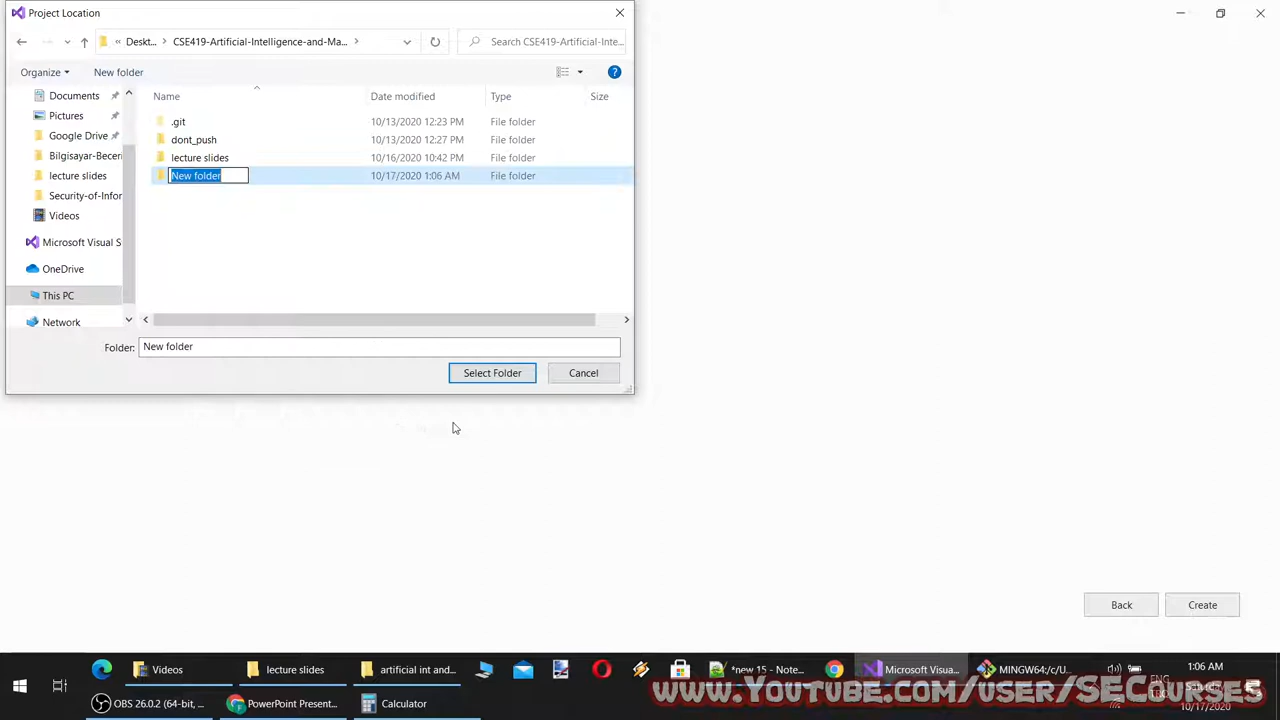 Project Location
« Deskt... > CSE419-Artificial-Intelligence-and-Ma... >
Search CSE419-Artificial-Inte...
Organize
New folder
Name
Date modified
Type
Size
Documents
Pictures
Google Drive
Bilgisayar-Becer
lecture slides
Security-of-Infor
Videos
Microsoft Visual S
OneDrive
This PC
Network
.git 10/13/2020 12:23 PM File folder
dont_push 10/13/2020 12:27 PM File folder
lecture slides 10/16/2020 10:42 PM File folder
New folder 10/17/2020 1:06 AM File folder
Folder: New folder
Select Folder
Cancel
Back
Create
Videos
lecture slides
artificial int and...
*new 15 - Note...
Microsoft Visua...
MINGW64:/c/U...
1:06 AM
10/17/2020
OBS 26.0.2 (64-bit, ...
PowerPoint Present...
Calculator
www.YouTube.com/user/SECourses